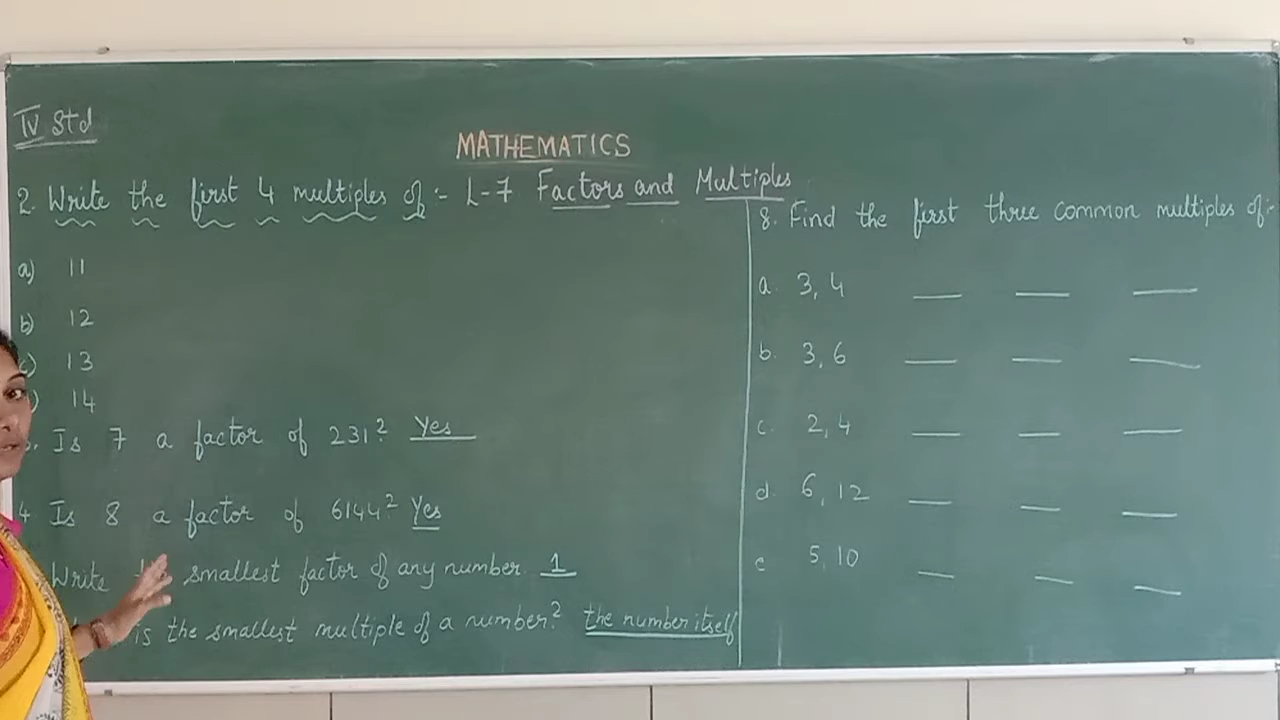 IV Std
MATHEMATICS
2. Write the first 4 multiples of :- L-7 Factors and Multiples
a) 11
b) 12
c) 13
) 14
. Is 7 a factor of 231? Yes
4 Is 8 a factor of 6144? Yes
Write smallest factor of any number. 1
is the smallest multiple of a number? the number itself
8. Find the first three common multiples of :-
a. 3, 4
b. 3, 6
c. 2, 4
d. 6, 12
e 5, 10